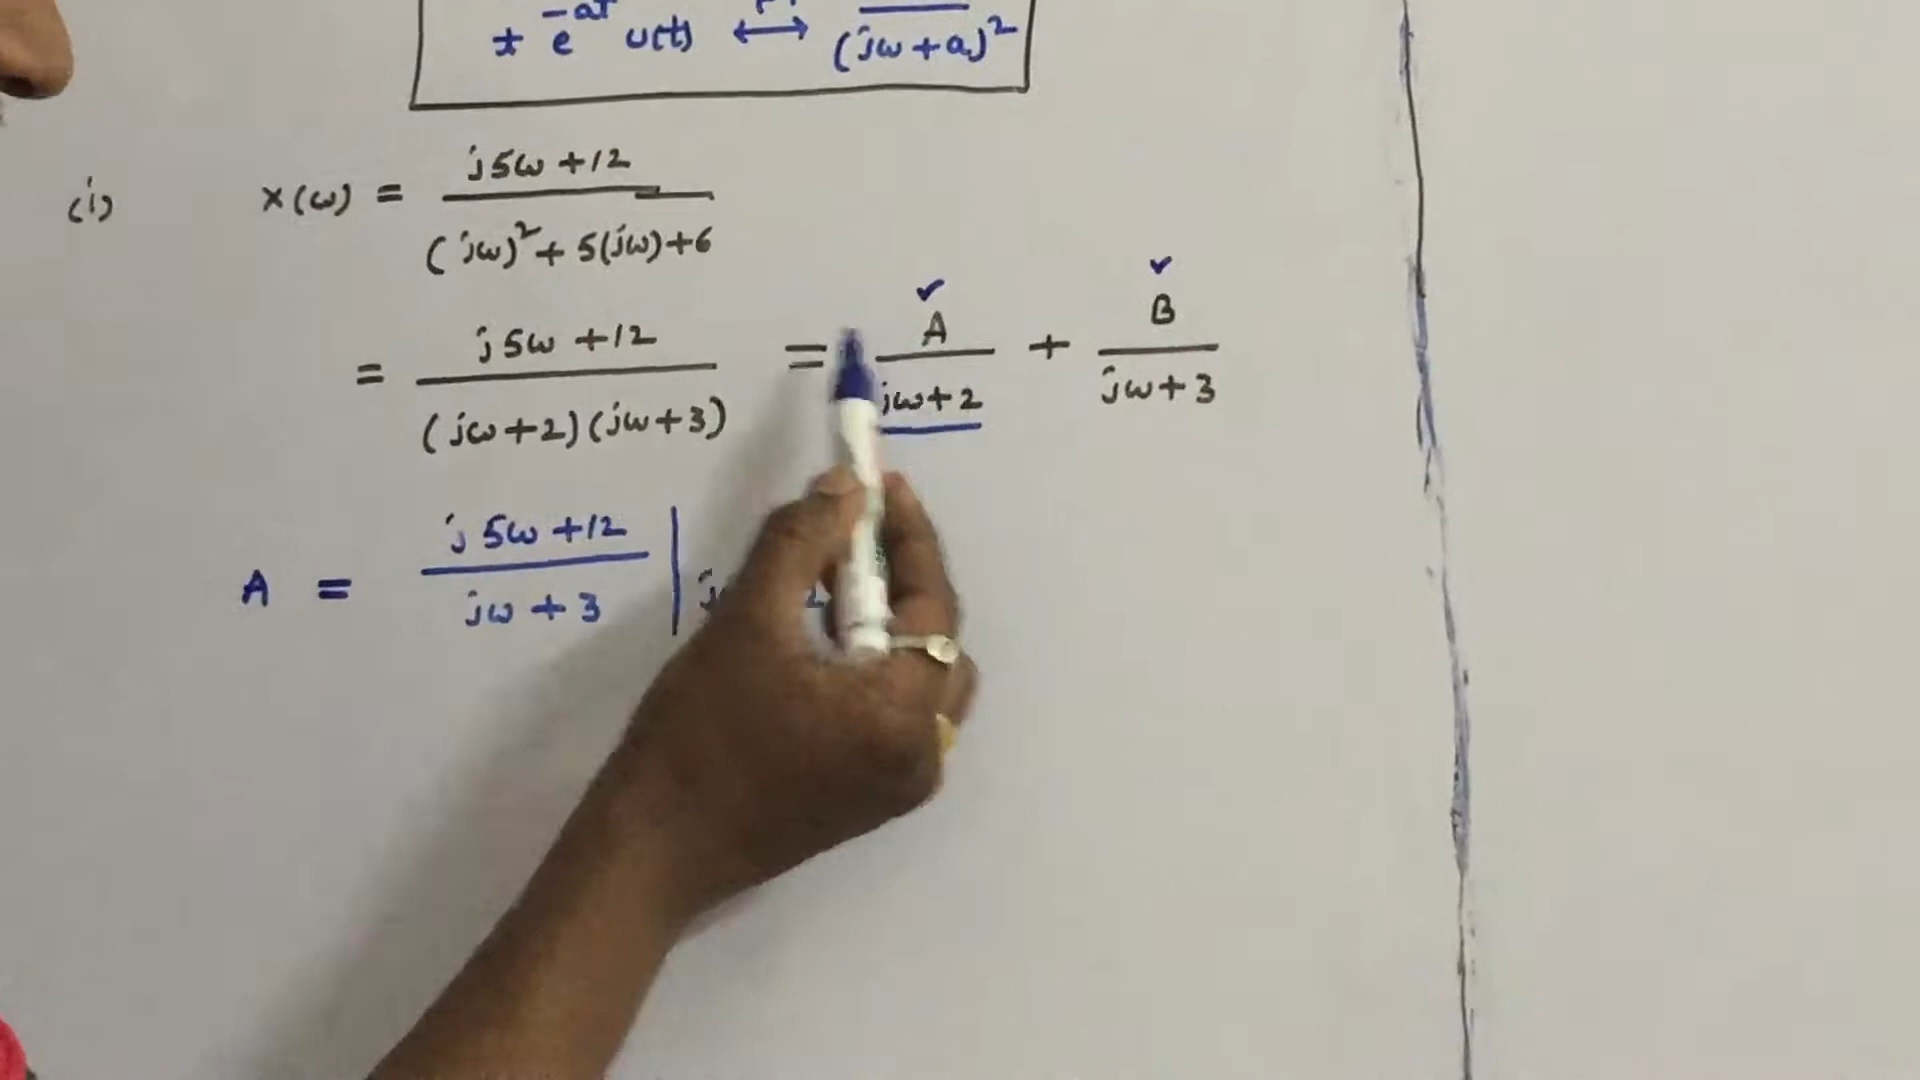 t e^-at u(t) ↔ (jω + a)^2
(i) X(ω) = j5ω + 12 / (jω)^2 + 5(jω) + 6
= j5ω + 12 / (jω + 2)(jω + 3) = A / jω + 2 + B / jω + 3
A = j5ω + 12 / jω + 3 |